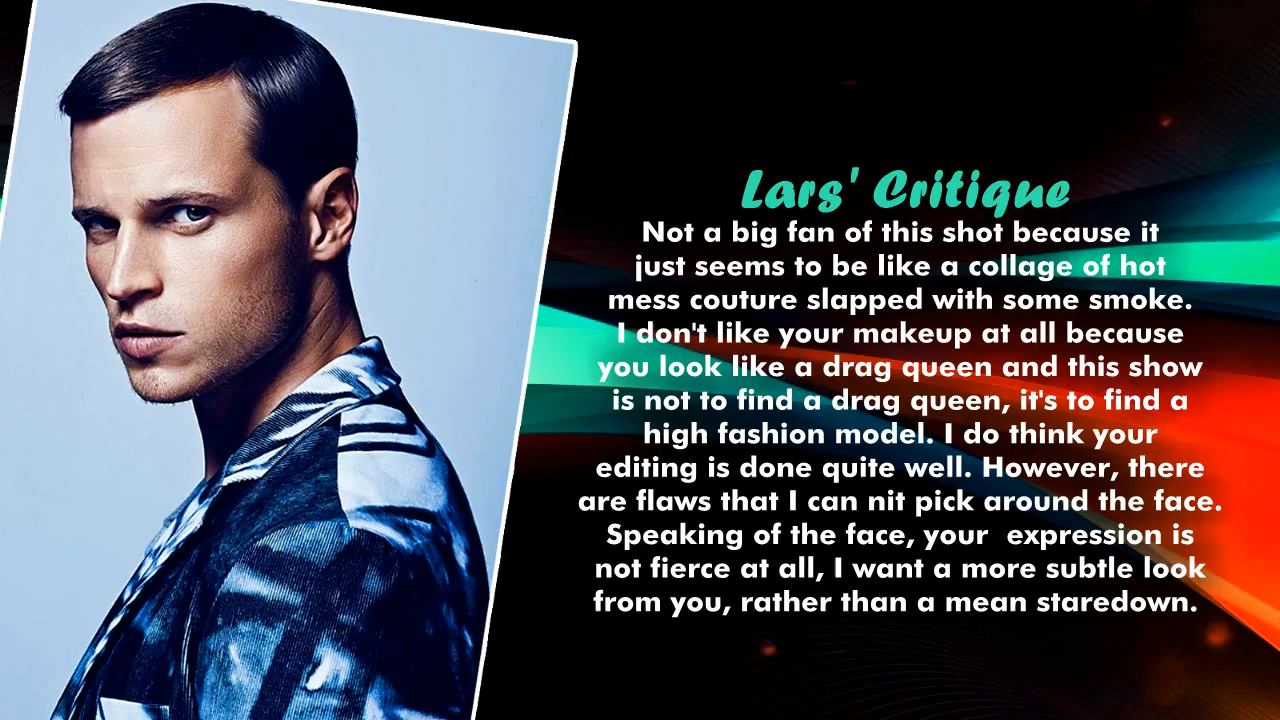 Lars' Critique
Not a big fan of this shot because it
just seems to be like a collage of hot
mess couture slapped with some smoke.
I don't like your makeup at all because
you look like a drag queen and this show
is not to find a drag queen, it's to find a
high fashion model. I do think your
editing is done quite well. However, there
are flaws that I can nit pick around the face.
Speaking of the face, your  expression is
not fierce at all, I want a more subtle look
from you, rather than a mean staredown.